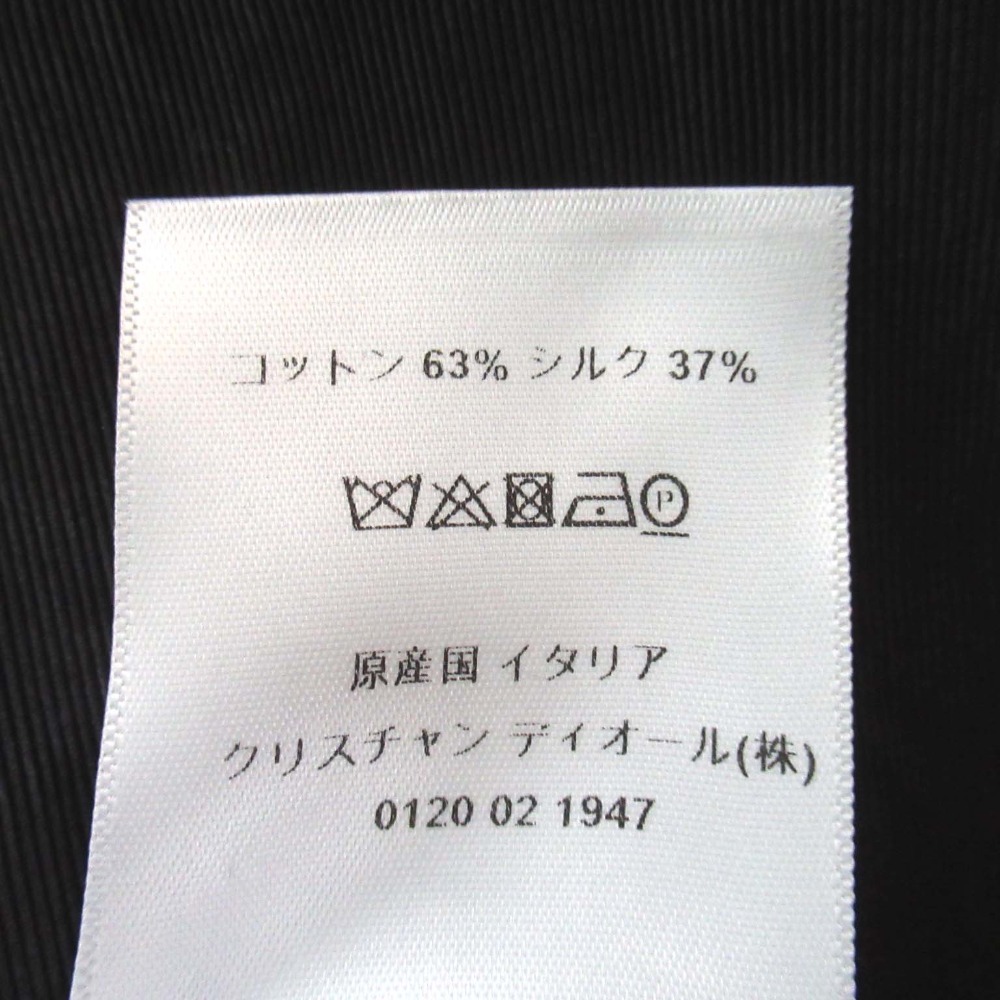 コットン 63% シルク 37%
P
原産国 イタリア
クリスチャン ディオール(株)
0120 02 1947